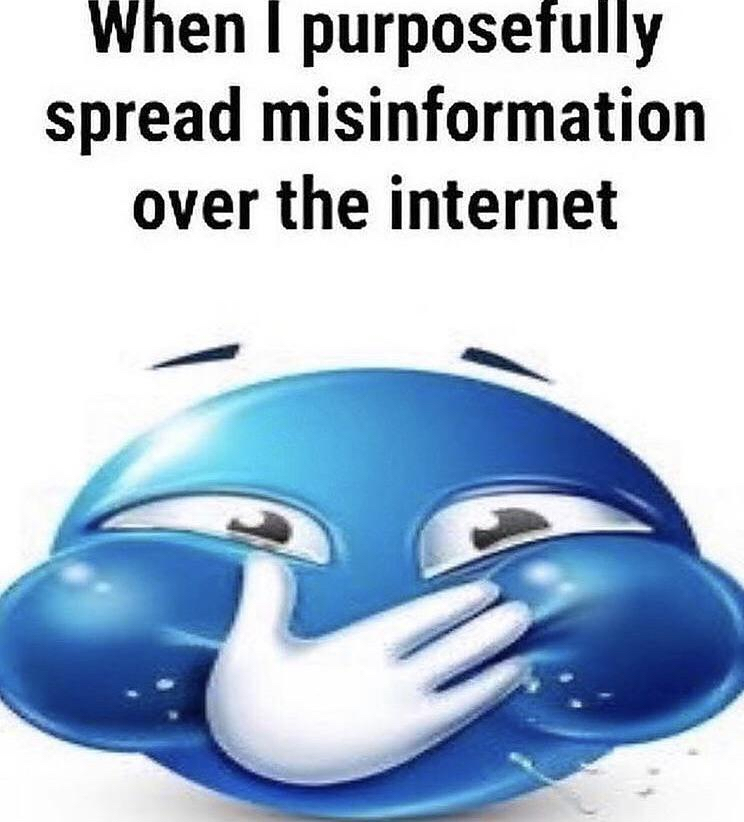 When I purposefully
spread misinformation
over the internet